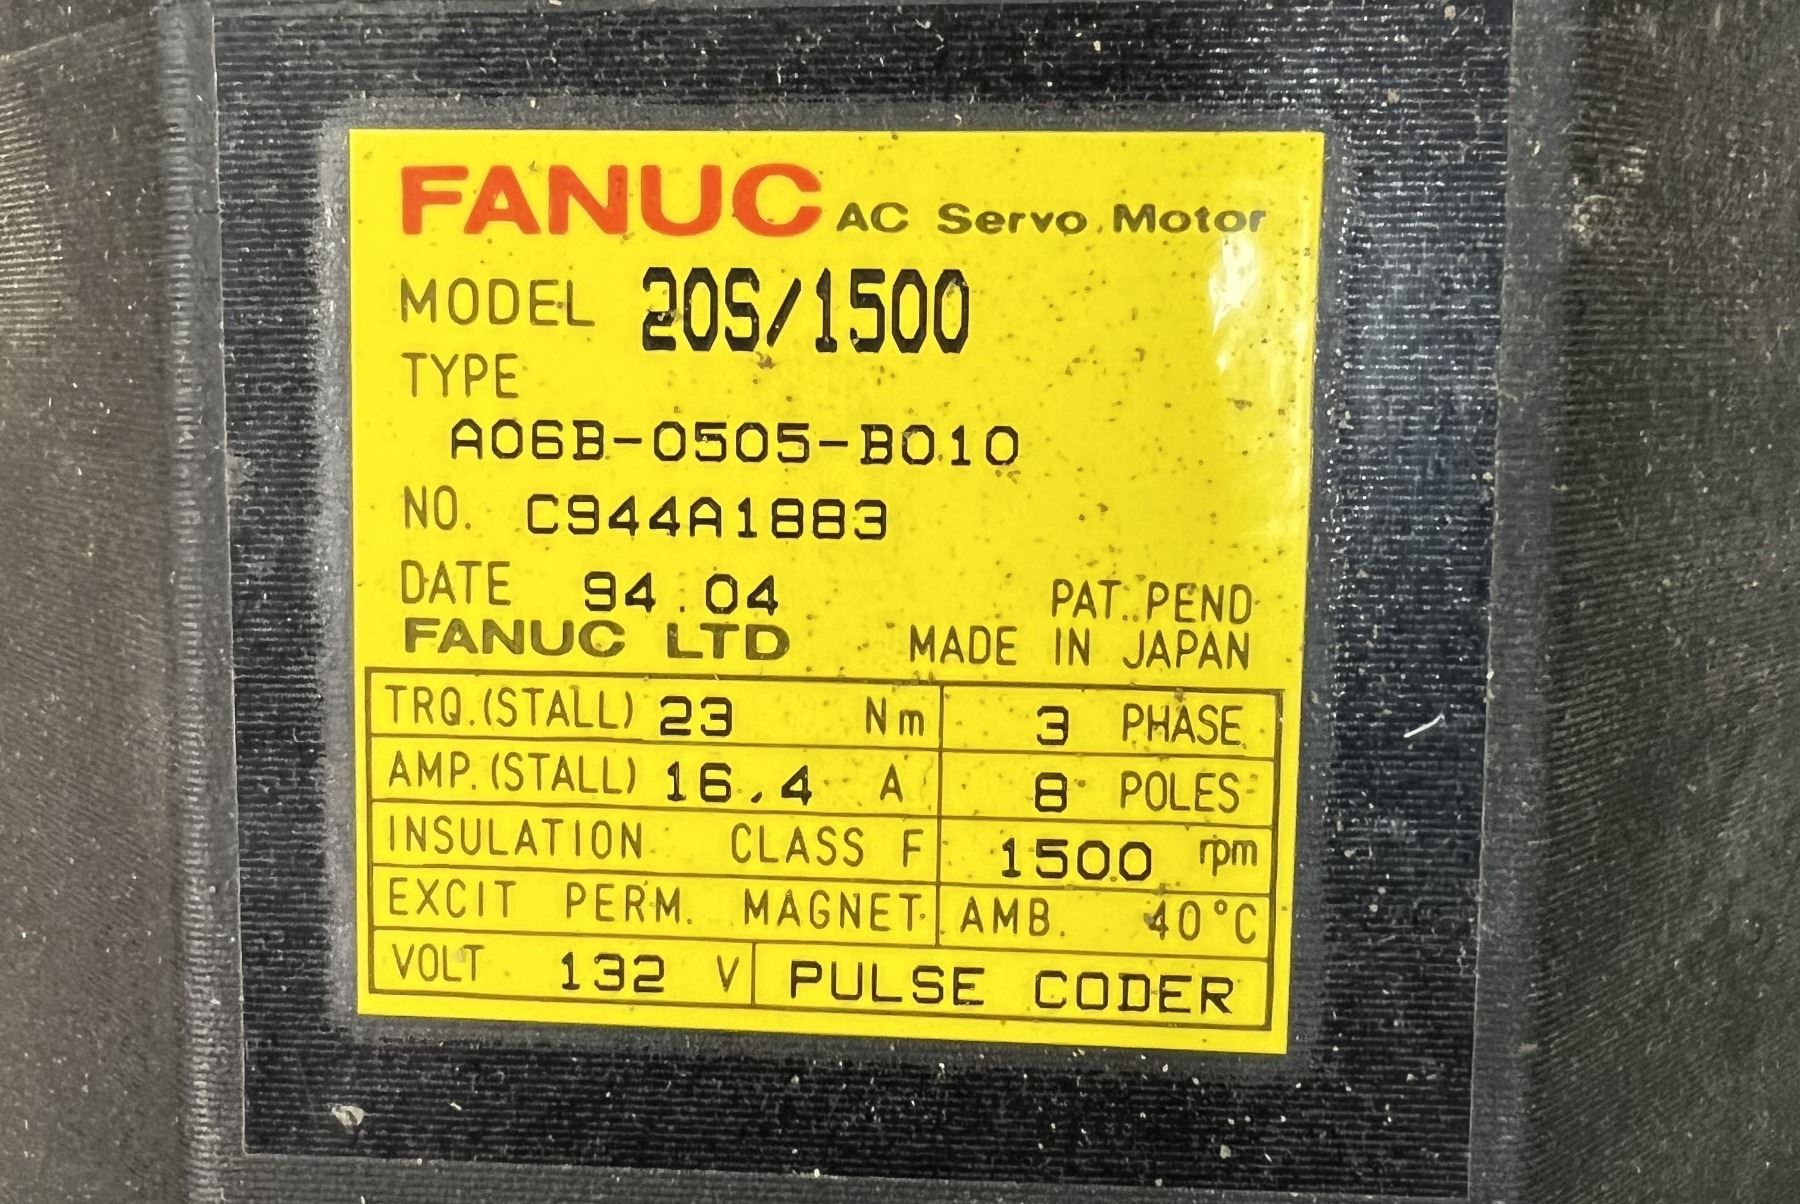 FANUC AC Servo Motor
MODEL 20S/1500
TYPE
A06B-0505-B010
NO. C944A1883
DATE 94.04 PAT. PEND
FANUC LTD MADE IN JAPAN
TRQ.(STALL) 23 Nm 3 PHASE
AMP.(STALL) 16.4 A 8 POLES
INSULATION CLASS F 1500 rpm
EXCIT PERM. MAGNET AMB. 40°C
VOLT 132 V PULSE CODER